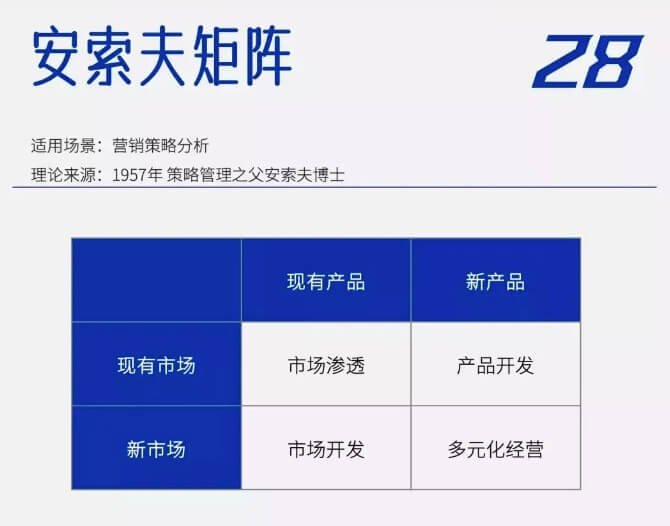 安索夫矩阵
28
适用场景：营销策略分析
理论来源：1957年 策略管理之父安索夫博士
现有产品 新产品
现有市场 市场渗透 产品开发
新市场 市场开发 多元化经营